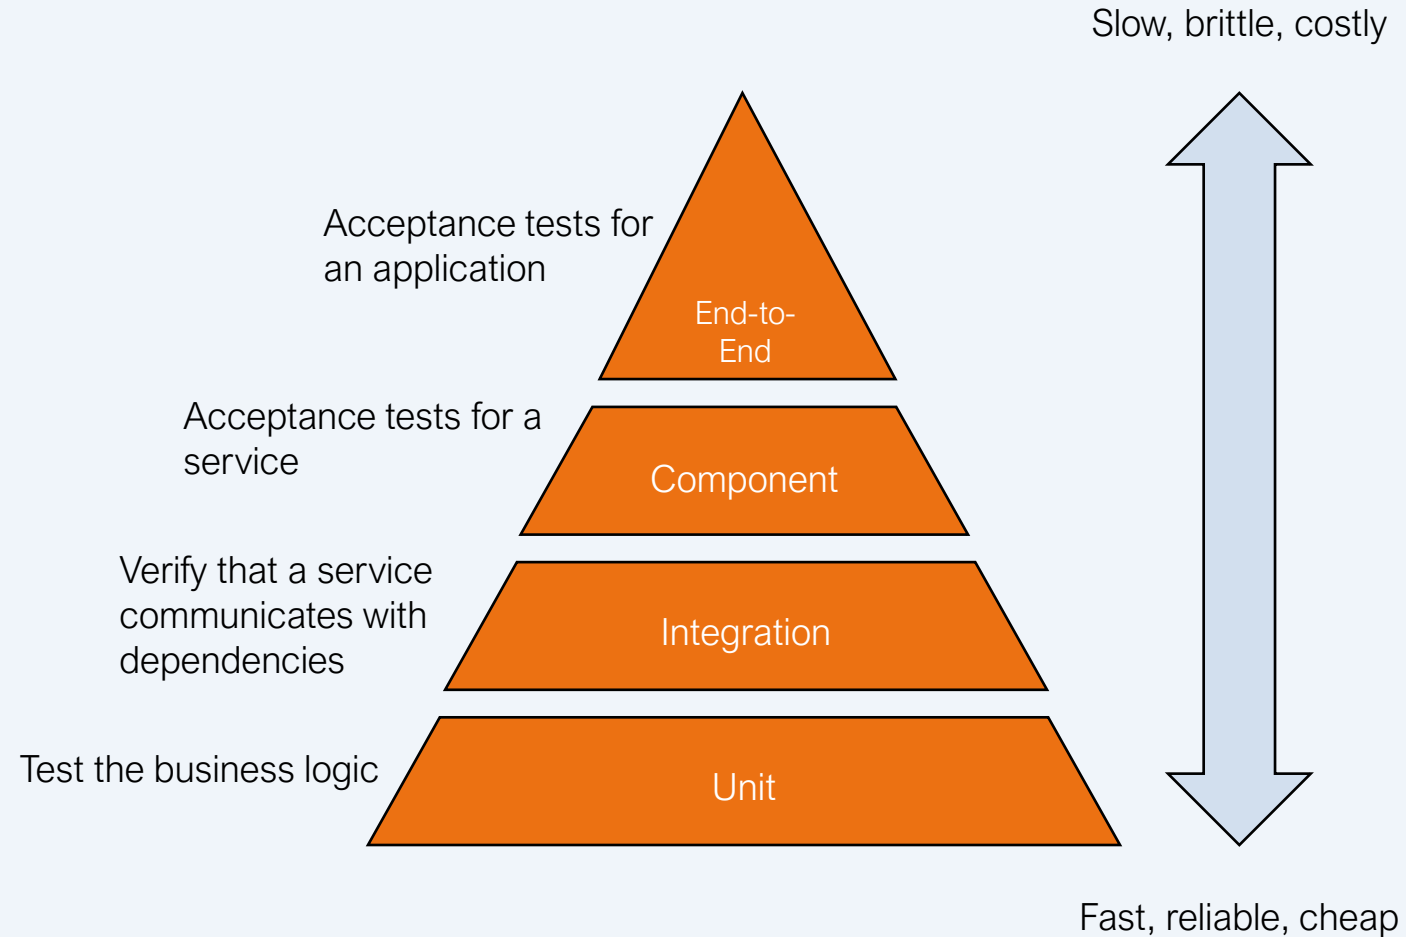 Slow, brittle, costly
Acceptance tests for
an application
End-to-
End
Acceptance tests for a
service
Component
Verify that a service
communicates with
dependencies
Integration
Test the business logic
Unit
Fast, reliable, cheap